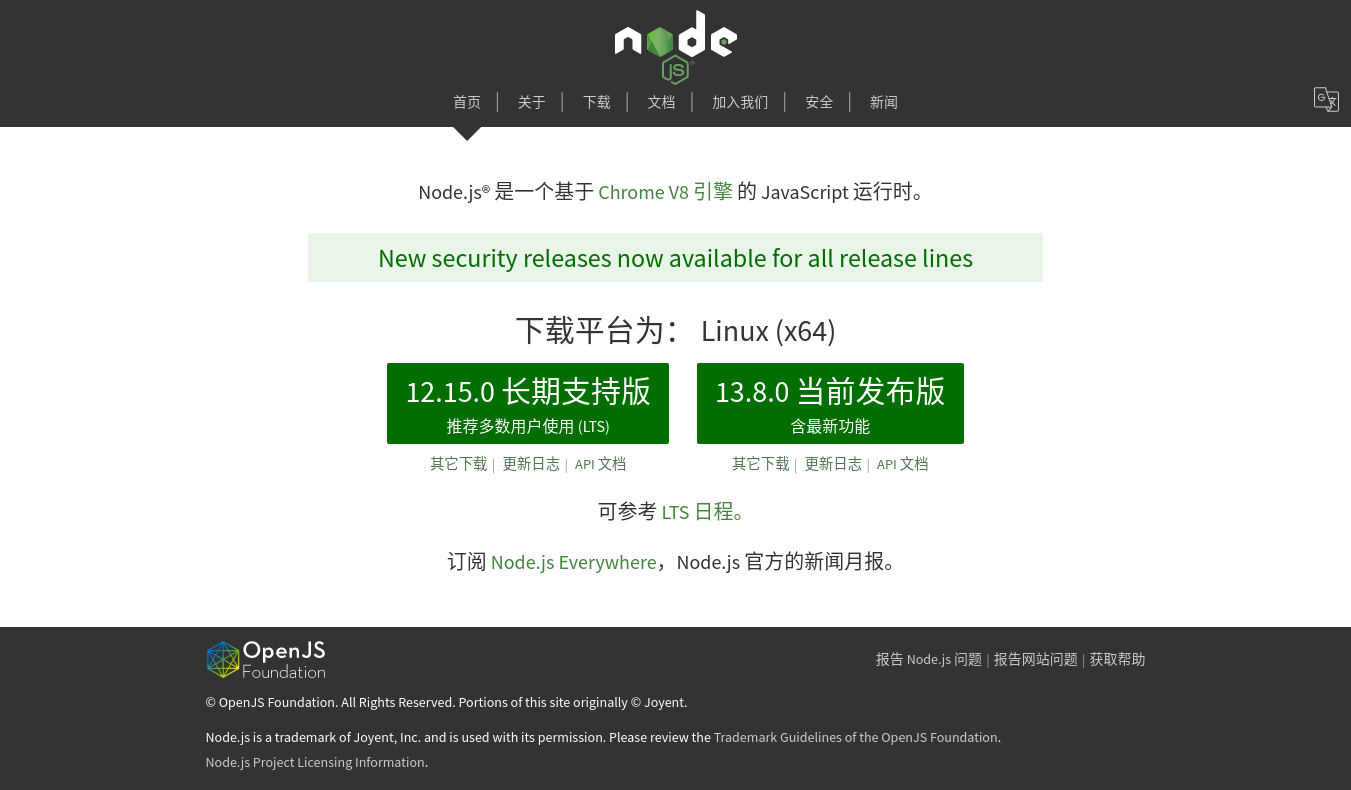 node
JS
首页 | 关于 | 下载 | 文档 | 加入我们 | 安全 | 新闻
Node.js® 是一个基于 Chrome V8 引擎 的 JavaScript 运行时。
New security releases now available for all release lines
下载平台为： Linux (x64)
12.15.0 长期支持版
推荐多数用户使用 (LTS)
13.8.0 当前发布版
含最新功能
其它下载 | 更新日志 | API 文档
其它下载 | 更新日志 | API 文档
可参考 LTS 日程。
订阅 Node.js Everywhere，Node.js 官方的新闻月报。
OpenJS
Foundation
报告 Node.js 问题 | 报告网站问题 | 获取帮助
© OpenJS Foundation. All Rights Reserved. Portions of this site originally © Joyent.
Node.js is a trademark of Joyent, Inc. and is used with its permission. Please review the Trademark Guidelines of the OpenJS Foundation.
Node.js Project Licensing Information.